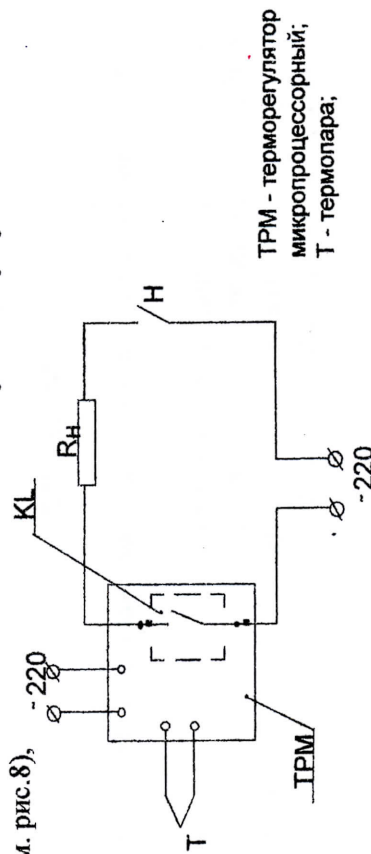 м. рис.8),
~220
KL
Rн
Н
Т
ТРМ
~220
ТРМ - терморегулятор
микропроцессорный;
Т - термопара;